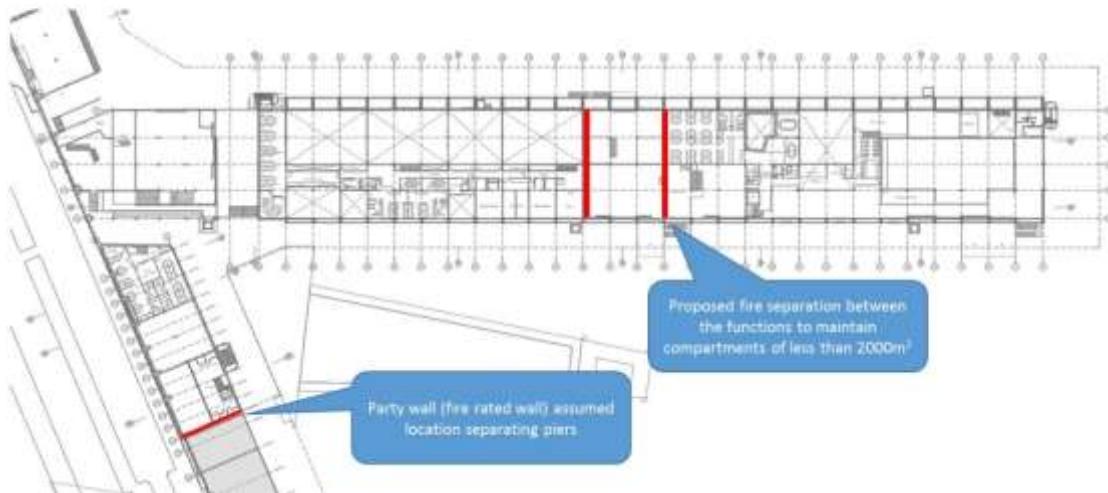 Proposed fire separation between
the functions to maintain
compartments of less than 2000m²
Party wall (fire rated wall) assumed
location separating piers